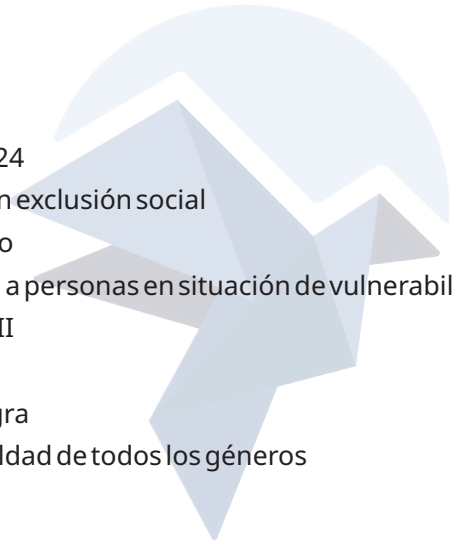 24
n exclusión social
o
a personas en situación de vulnerabil
II
gra
ldad de todos los géneros